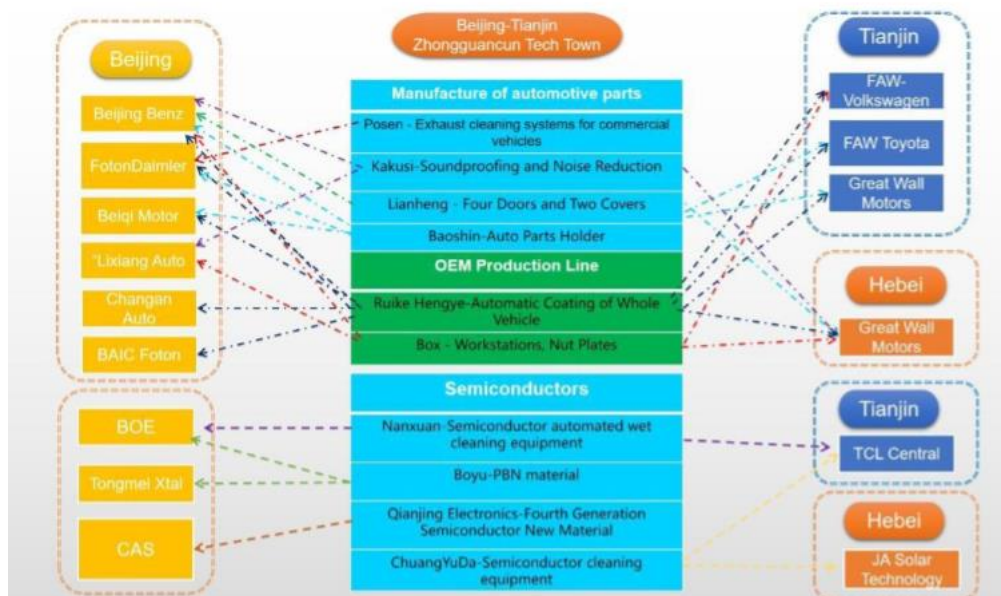 Beijing
Beijing Benz
FotonDaimler
Beiqi Motor
"Lixiang Auto
Changan
Auto
BAIC Foton
BOE
Tongmei Xtal
CAS
Beijing-Tianjin
Zhongguancun Tech Town
Manufacture of automotive parts
Posen - Exhaust cleaning systems for commercial
vehicles
Kakusi-Soundproofing and Noise Reduction
Lianheng - Four Doors and Two Covers
Baoshin-Auto Parts Holder
OEM Production Line
Ruike Hengye-Automatic Coating of Whole
Vehicle
Box - Workstations, Nut Plates
Semiconductors
Nanxuan-Semiconductor automated wet
cleaning equipment
Boyu-PBN material
Qianjing Electronics-Fourth Generation
Semiconductor New Material
ChuangYuDa-Semiconductor cleaning
equipment
Tianjin
FAW-
Volkswagen
FAW Toyota
Great Wall
Motors
Hebei
Great Wall
Motors
Tianjin
TCL Central
Hebei
JA Solar
Technology